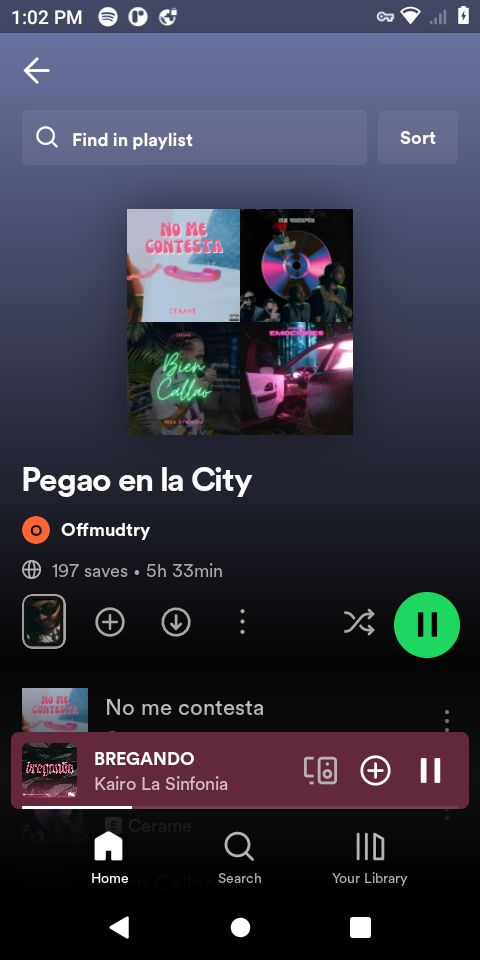 1:02 PM
Find in playlist
Sort
NO ME
CONTESTA
CERAME
EMOCIONES
Bien
Callao
Pegao en la City
Offmudtry
197 saves • 5h 33min
No me contesta
BREGANDO
Kairo La Sinfonia
bregando
E Cerame
Home
Search
Your Library